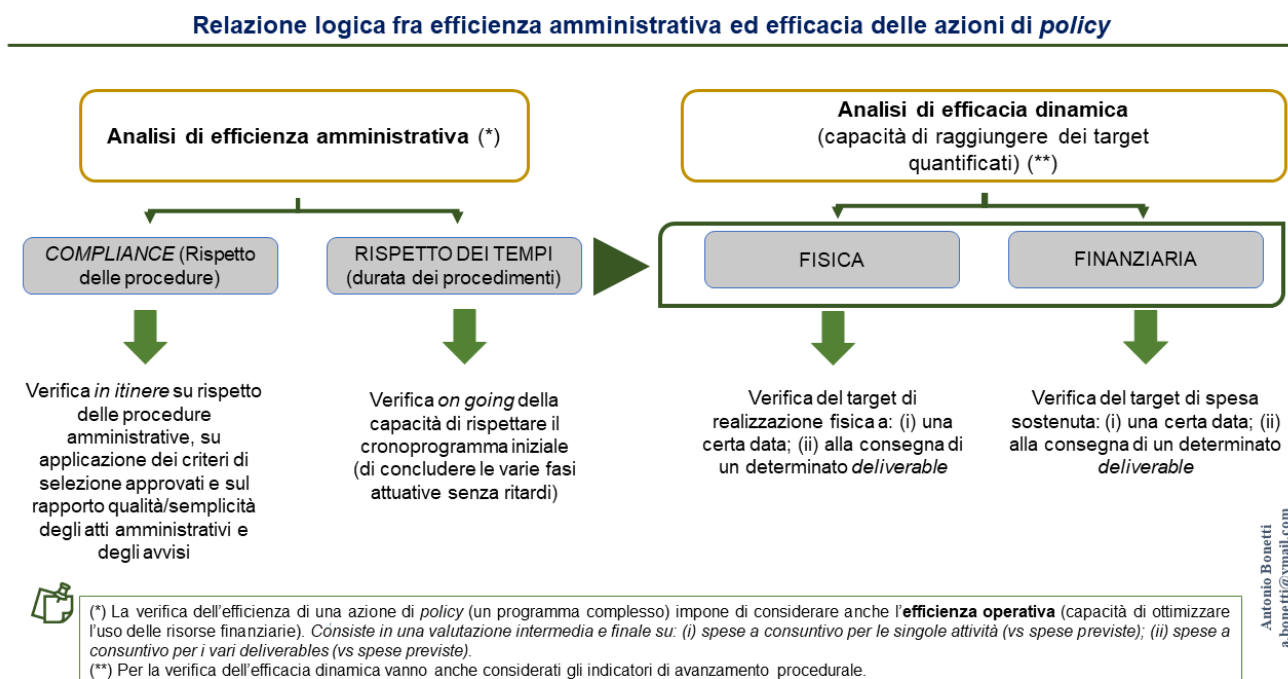 Relazione logica fra efficienza amministrativa ed efficacia delle azioni di policy
Analisi di efficienza amministrativa (*)
Analisi di efficacia dinamica
(capacità di raggiungere dei target
quantificati) (**)
COMPLIANCE (Rispetto
delle procedure)
RISPETTO DEI TEMPI
(durata dei procedimenti)
FISICA
FINANZIARIA
Verifica in itinere su rispetto
delle procedure
amministrative, su
applicazione dei criteri di
selezione approvati e sul
rapporto qualità/semplicità
degli atti amministrativi e
degli avvisi
Verifica on going della
capacità di rispettare il
cronoprogramma iniziale
(di concludere le varie fasi
attuative senza ritardi)
Verifica del target di
realizzazione fisica a: (i) una
certa data; (ii) alla consegna di
un determinato deliverable
Verifica del target di spesa
sostenuta: (i) una certa data; (ii)
alla consegna di un determinato
deliverable
(*) La verifica dell'efficienza di una azione di policy (un programma complesso) impone di considerare anche l'efficienza operativa (capacità di ottimizzare
l'uso delle risorse finanziarie). Consiste in una valutazione intermedia e finale su: (i) spese a consuntivo per le singole attività (vs spese previste); (ii) spese a
consuntivo per i vari deliverables (vs spese previste).
(**) Per la verifica dell'efficacia dinamica vanno anche considerati gli indicatori di avanzamento procedurale.
Antonio Bonetti
a.bonetti@ymail.com